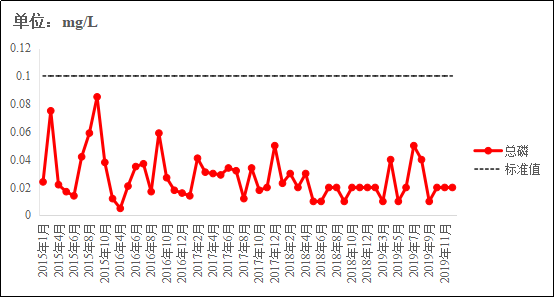 单位：mg/L
0.12
0.1
0.08
0.06
0.04
0.02
0
2015年1月
2015年4月
2015年6月
2015年8月
2015年10月
2016年4月
2016年6月
2016年8月
2016年10月
2016年12月
2017年2月
2017年4月
2017年6月
2017年8月
2017年10月
2017年12月
2018年2月
2018年4月
2018年6月
2018年8月
2018年10月
2018年12月
2019年3月
2019年5月
2019年7月
2019年9月
2019年11月
总磷
标准值